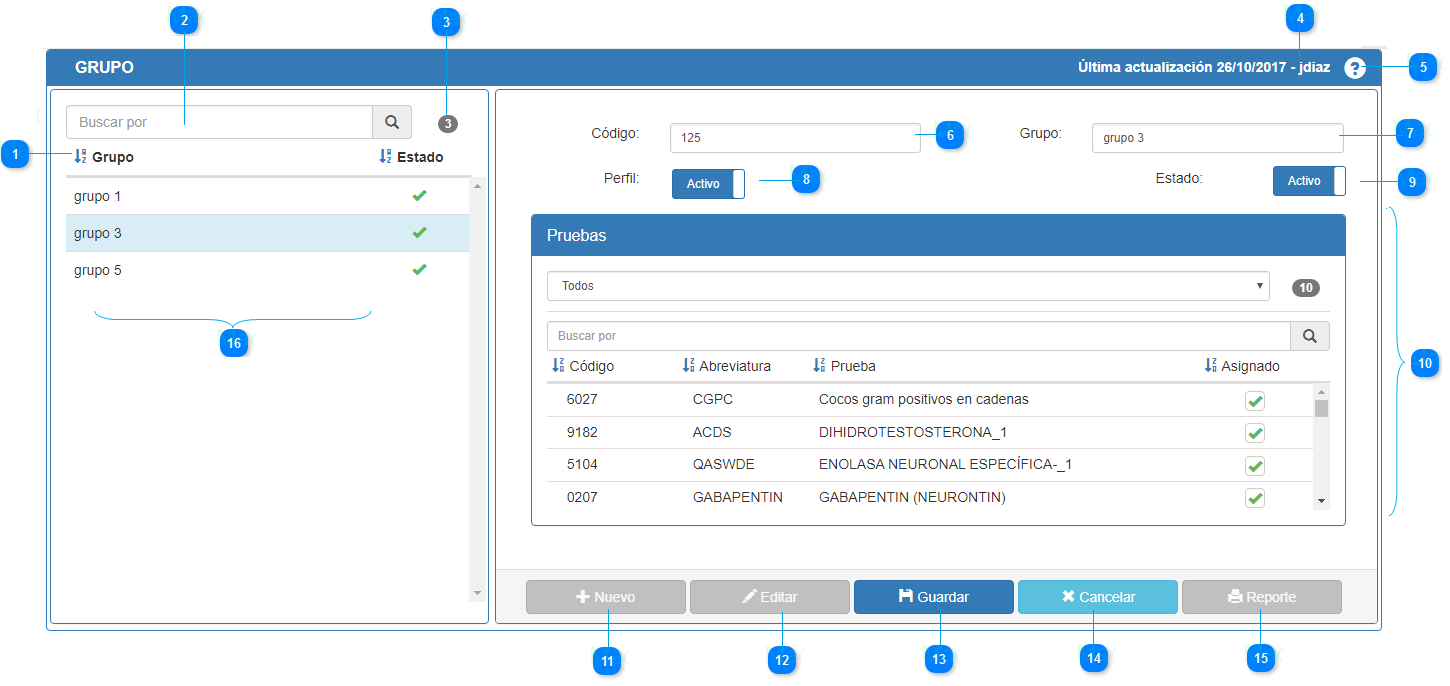 2
3
4
GRUPO
Última actualización 26/10/2017 - jdiaz
?
5
Buscar por
3
Código:
125
6
Grupo:
grupo 3
7
1
Grupo
Estado
Perfil:
Activo
8
Estado:
Activo
9
grupo 1
grupo 3
grupo 5
16
Pruebas
Todos
10
Buscar por
Código
Abreviatura
Prueba
Asignado
6027
CGPC
Cocos gram positivos en cadenas
9182
ACDS
DIHIDROTESTOSTERONA_1
5104
QASWDE
ENOLASA NEURONAL ESPECÍFICA-_1
0207
GABAPENTIN
GABAPENTIN (NEURONTIN)
10
Nuevo
Editar
Guardar
Cancelar
Reporte
11
12
13
14
15